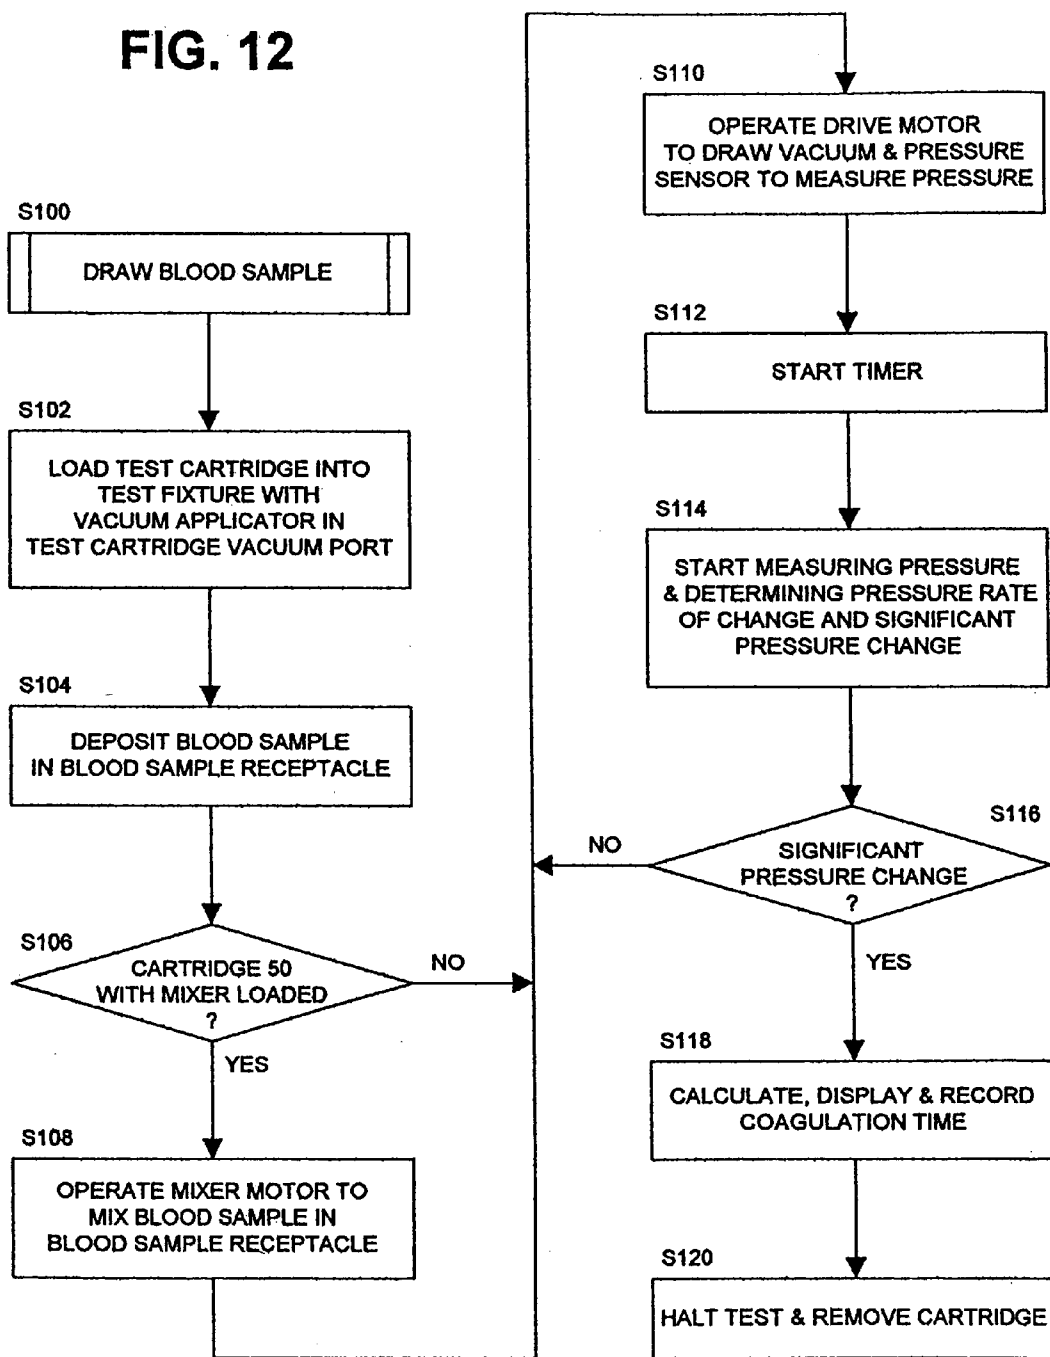 FIG. 12
S100
DRAW BLOOD SAMPLE
S102
LOAD TEST CARTRIDGE INTO
TEST FIXTURE WITH
VACUUM APPLICATOR IN
TEST CARTRIDGE VACUUM PORT
S104
DEPOSIT BLOOD SAMPLE
IN BLOOD SAMPLE RECEPTACLE
S106
CARTRIDGE 50
WITH MIXER LOADED
?
NO
YES
S108
OPERATE MIXER MOTOR TO
MIX BLOOD SAMPLE IN
BLOOD SAMPLE RECEPTACLE
S110
OPERATE DRIVE MOTOR
TO DRAW VACUUM & PRESSURE
SENSOR TO MEASURE PRESSURE
S112
START TIMER
S114
START MEASURING PRESSURE
& DETERMINING PRESSURE RATE
OF CHANGE AND SIGNIFICANT
PRESSURE CHANGE
S116
SIGNIFICANT
PRESSURE CHANGE
?
NO
YES
S118
CALCULATE, DISPLAY & RECORD
COAGULATION TIME
S120
HALT TEST & REMOVE CARTRIDGE